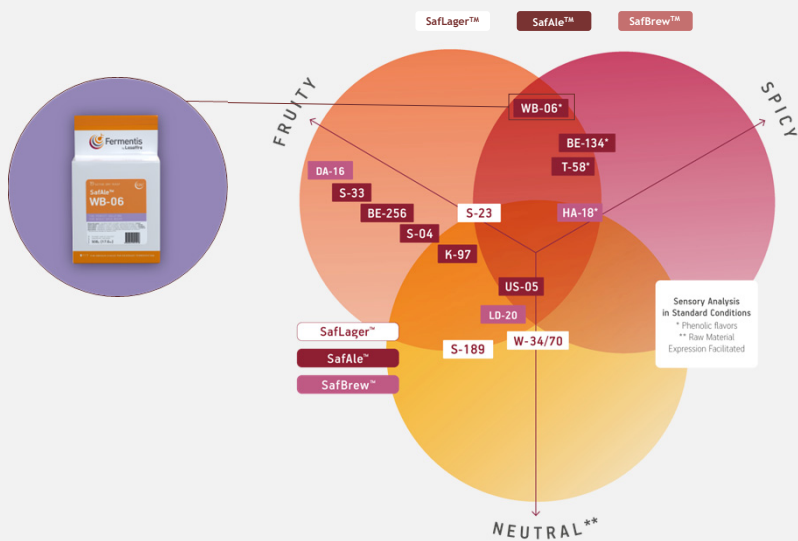 SafLager™
SafAle™
SafBrew™
FRUITY
SPICY
WB-06*
BE-134*
T-58*
DA-16
S-33
BE-256
S-23
HA-18*
S-04
K-97
US-05
LD-20
W-34/70
S-189
Fermentis
by Lesaffre
SafAle™
WB-06
SafLager™
SafAle™
SafBrew™
Sensory Analysis
in Standard Conditions
* Phenolic flavors
** Raw Material
Expression Facilitated
NEUTRAL**